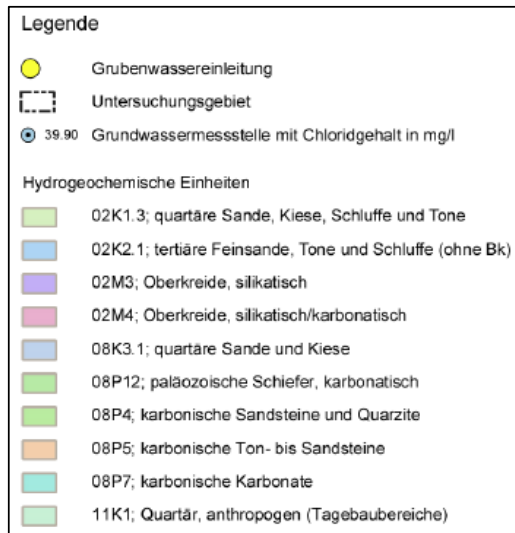 Legende
Grubenwassereinleitung
Untersuchungsgebiet
39.90 Grundwassermessstelle mit Chloridgehalt in mg/l
Hydrogeochemische Einheiten
02K1.3; quartäre Sande, Kiese, Schluffe und Tone
02K2.1; tertiäre Feinsande, Tone und Schluffe (ohne Bk)
02M3; Oberkreide, silikatisch
02M4; Oberkreide, silikatisch/karbonatisch
08K3.1; quartäre Sande und Kiese
08P12; paläozoische Schiefer, karbonatisch
08P4; karbonische Sandsteine und Quarzite
08P5; karbonische Ton- bis Sandsteine
08P7; karbonische Karbonate
11K1; Quartär, anthropogen (Tagebaubereiche)